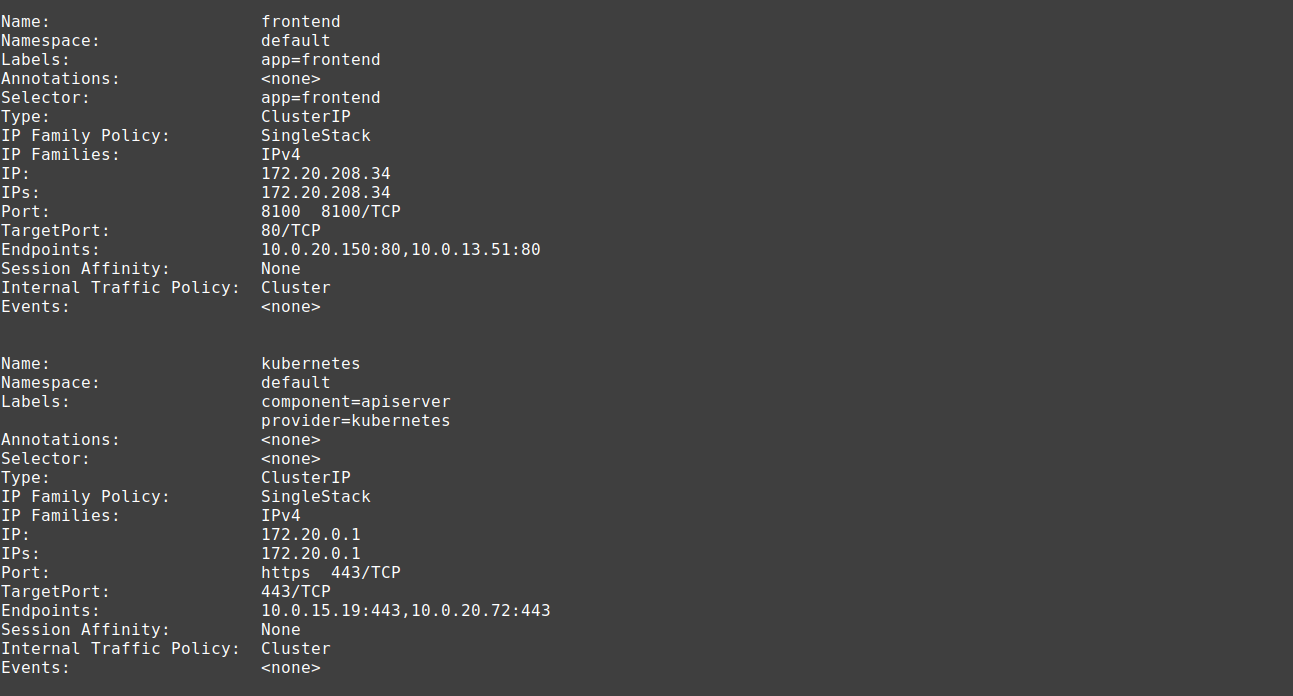 Name:                     frontend
Namespace:                default
Labels:                   app=frontend
Annotations:              <none>
Selector:                 app=frontend
Type:                     ClusterIP
IP Family Policy:         SingleStack
IP Families:              IPv4
IP:                       172.20.208.34
IPs:                      172.20.208.34
Port:                     8100  8100/TCP
TargetPort:               80/TCP
Endpoints:                10.0.20.150:80,10.0.13.51:80
Session Affinity:         None
Internal Traffic Policy:  Cluster
Events:                   <none>

Name:                     kubernetes
Namespace:                default
Labels:                   component=apiserver
                          provider=kubernetes
Annotations:              <none>
Selector:                 <none>
Type:                     ClusterIP
IP Family Policy:         SingleStack
IP Families:              IPv4
IP:                       172.20.0.1
IPs:                      172.20.0.1
Port:                     https  443/TCP
TargetPort:               443/TCP
Endpoints:                10.0.15.19:443,10.0.20.72:443
Session Affinity:         None
Internal Traffic Policy:  Cluster
Events:                   <none>